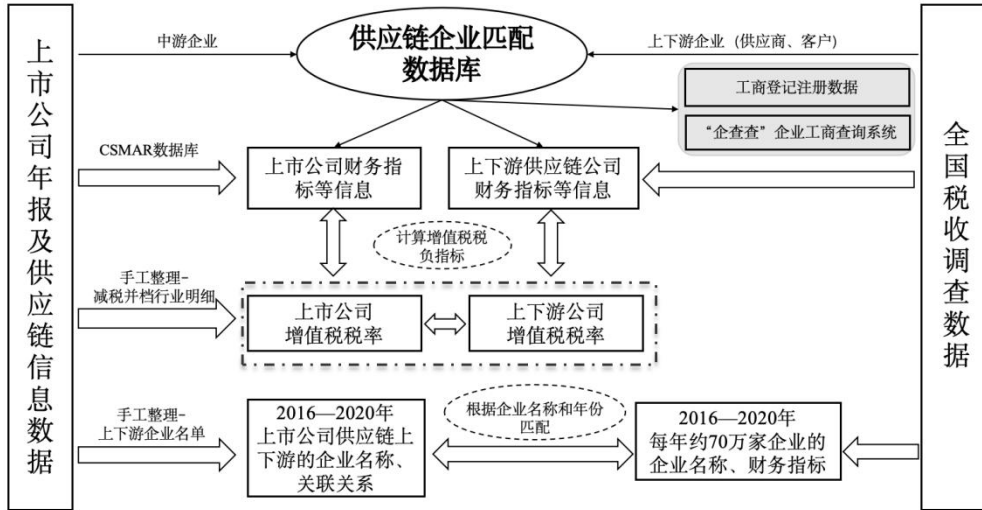 上市公司年报及供应链信息数据
中游企业
供应链企业匹配
数据库
上下游企业（供应商、客户）
工商登记注册数据
“企查查”企业工商查询系统
全国税收调查数据
CSMAR数据库
上市公司财务指
标等信息
上下游供应链公司
财务指标等信息
计算增值税税
负指标
手工整理-
减税并档行业明细
上市公司
增值税税率
上下游公司
增值税税率
手工整理-
上下游企业名单
2016—2020年
上市公司供应链上
下游的企业名称、
关联关系
根据企业名称和年份
匹配
2016—2020年
每年约70万家企业的
企业名称、财务指标